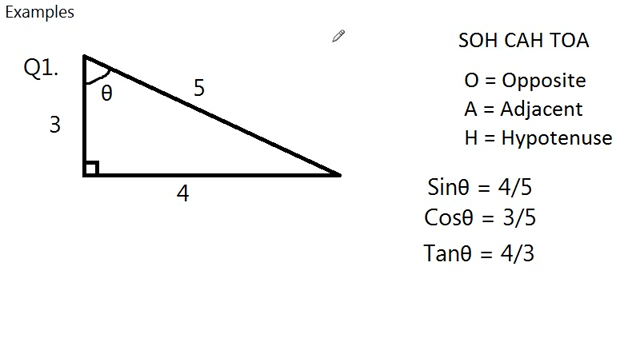 Examples
Q1.
θ
5
3
4
SOH CAH TOA
O = Opposite
A = Adjacent
H = Hypotenuse
Sinθ = 4/5
Cosθ = 3/5
Tanθ = 4/3